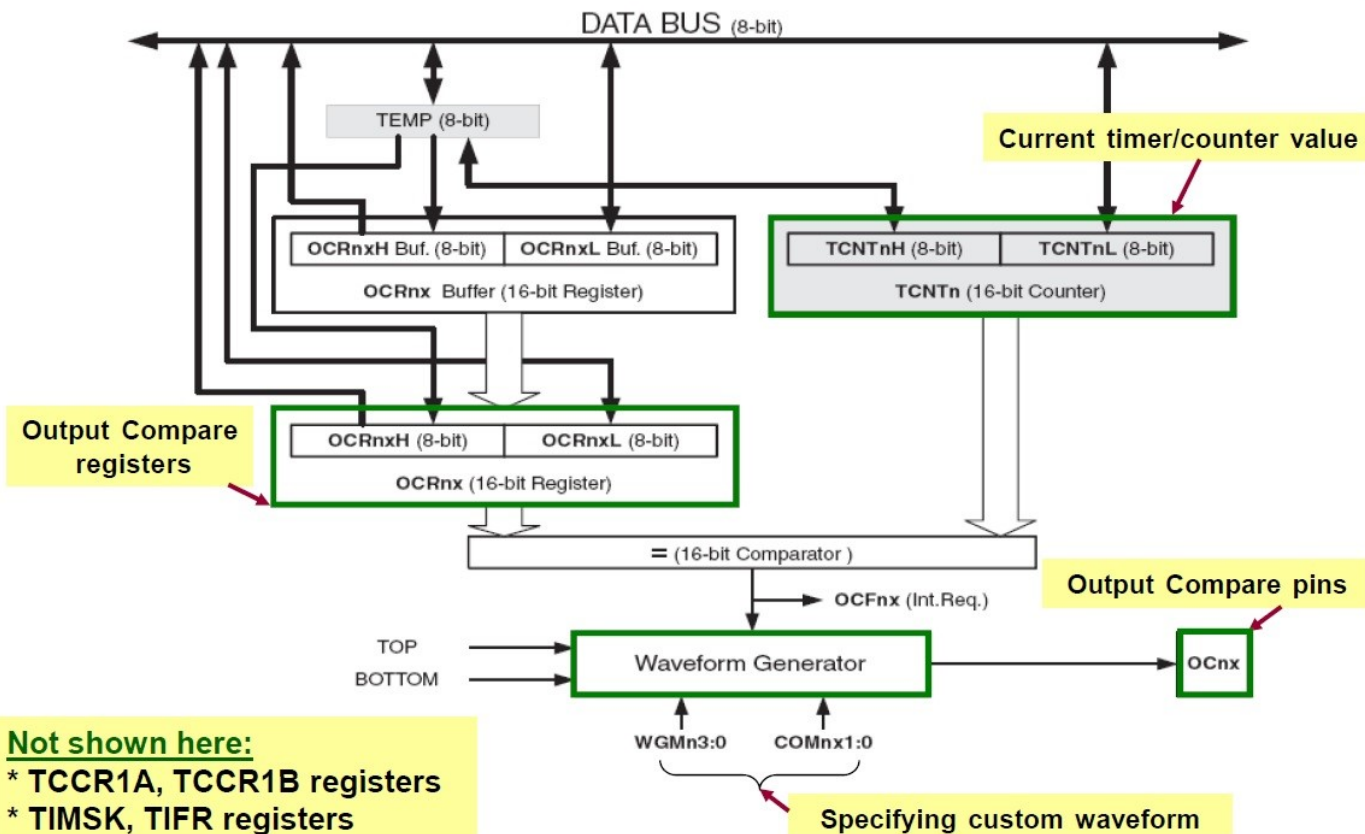 DATA BUS (8-bit)
TEMP (8-bit)
Current timer/counter value
OCRnxH Buf. (8-bit) OCRnxL Buf. (8-bit)
OCRnx Buffer (16-bit Register)
TCNTnH (8-bit) TCNTnL (8-bit)
TCNTn (16-bit Counter)
Output Compare
registers
OCRnxH (8-bit) OCRnxL (8-bit)
OCRnx (16-bit Register)
= (16-bit Comparator )
OCFnx (Int.Req.)
Output Compare pins
TOP
BOTTOM
Waveform Generator
OCnx
WGMn3:0 COMnx1:0
Not shown here:
* TCCR1A, TCCR1B registers
* TIMSK, TIFR registers
Specifying custom waveform